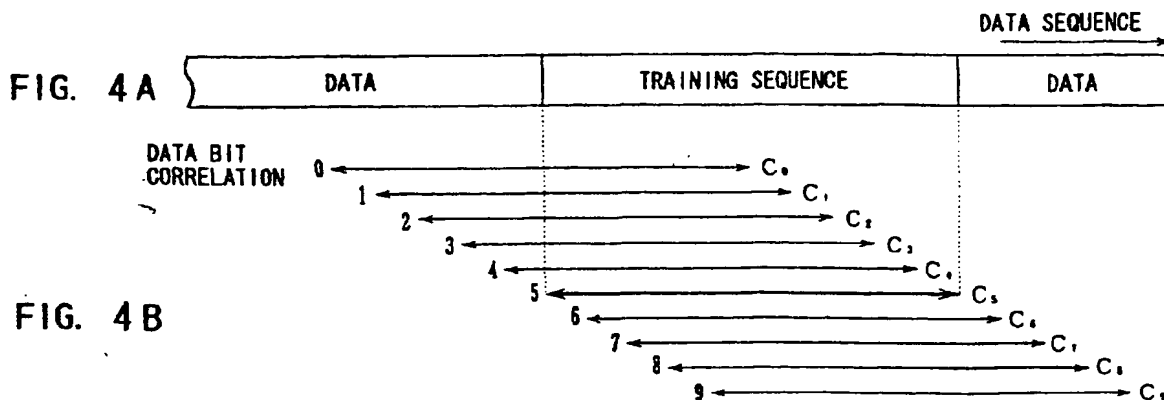 DATA SEQUENCE
FIG. 4A DATA TRAINING SEQUENCE DATA
DATA BIT
CORRELATION
0 C₀
1 C₁
2 C₂
3 C₃
4 C₄
5 C₅
6 C₆
FIG. 4B
7 C₇
8 C₈
9 C₉